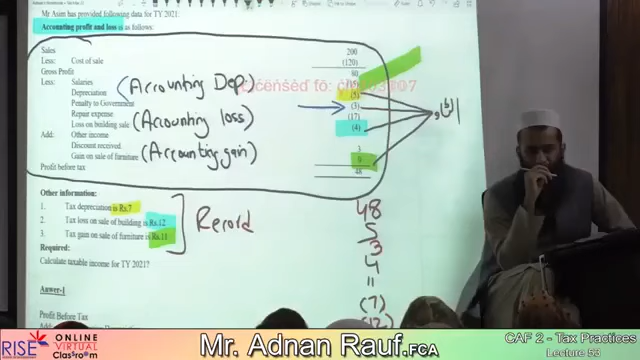 Mr Asim has provided following data for TY 2021:
Accounting profit and loss is as follows:
Sales 200
Less: Cost of sale (120)
Gross Profit 80
Less: Salaries (15)
Depreciation (Accounting Dep.) (5)
Penalty to Government (3)
Repair expense (17)
Loss on building sale (Accounting loss) (4)
Add: Other income
Discount received 3
Gain on sale of furniture (Accounting gain) 9
Profit before tax 48
Other information:
1. Tax depreciation is Rs.7
2. Tax loss on sale of building is Rs.12
3. Tax gain on sale of furniture is Rs.11
Record
Required:
Calculate taxable income for TY 2021?
48
5
3
4
11
(7)
(12)
Answer-1
Profit Before Tax
RISE ONLINE VIRTUAL Classroom
Mr. Adnan Rauf.FCA
CAF 2 - Tax Practices
Lecture 53